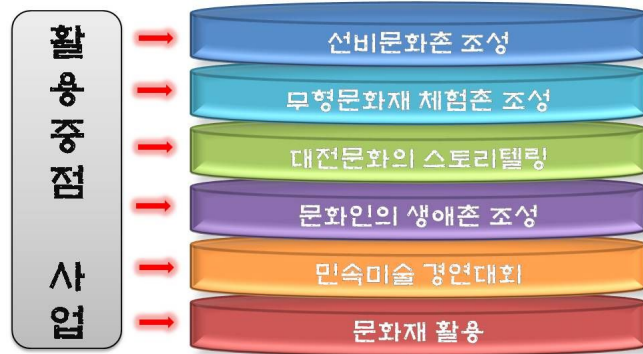 활용중점 사업
선비문화촌 조성
무형문화재 체험촌 조성
대전문화의 스토리텔링
문화인의 생애촌 조성
민속미술 경연대회
문화재 활용